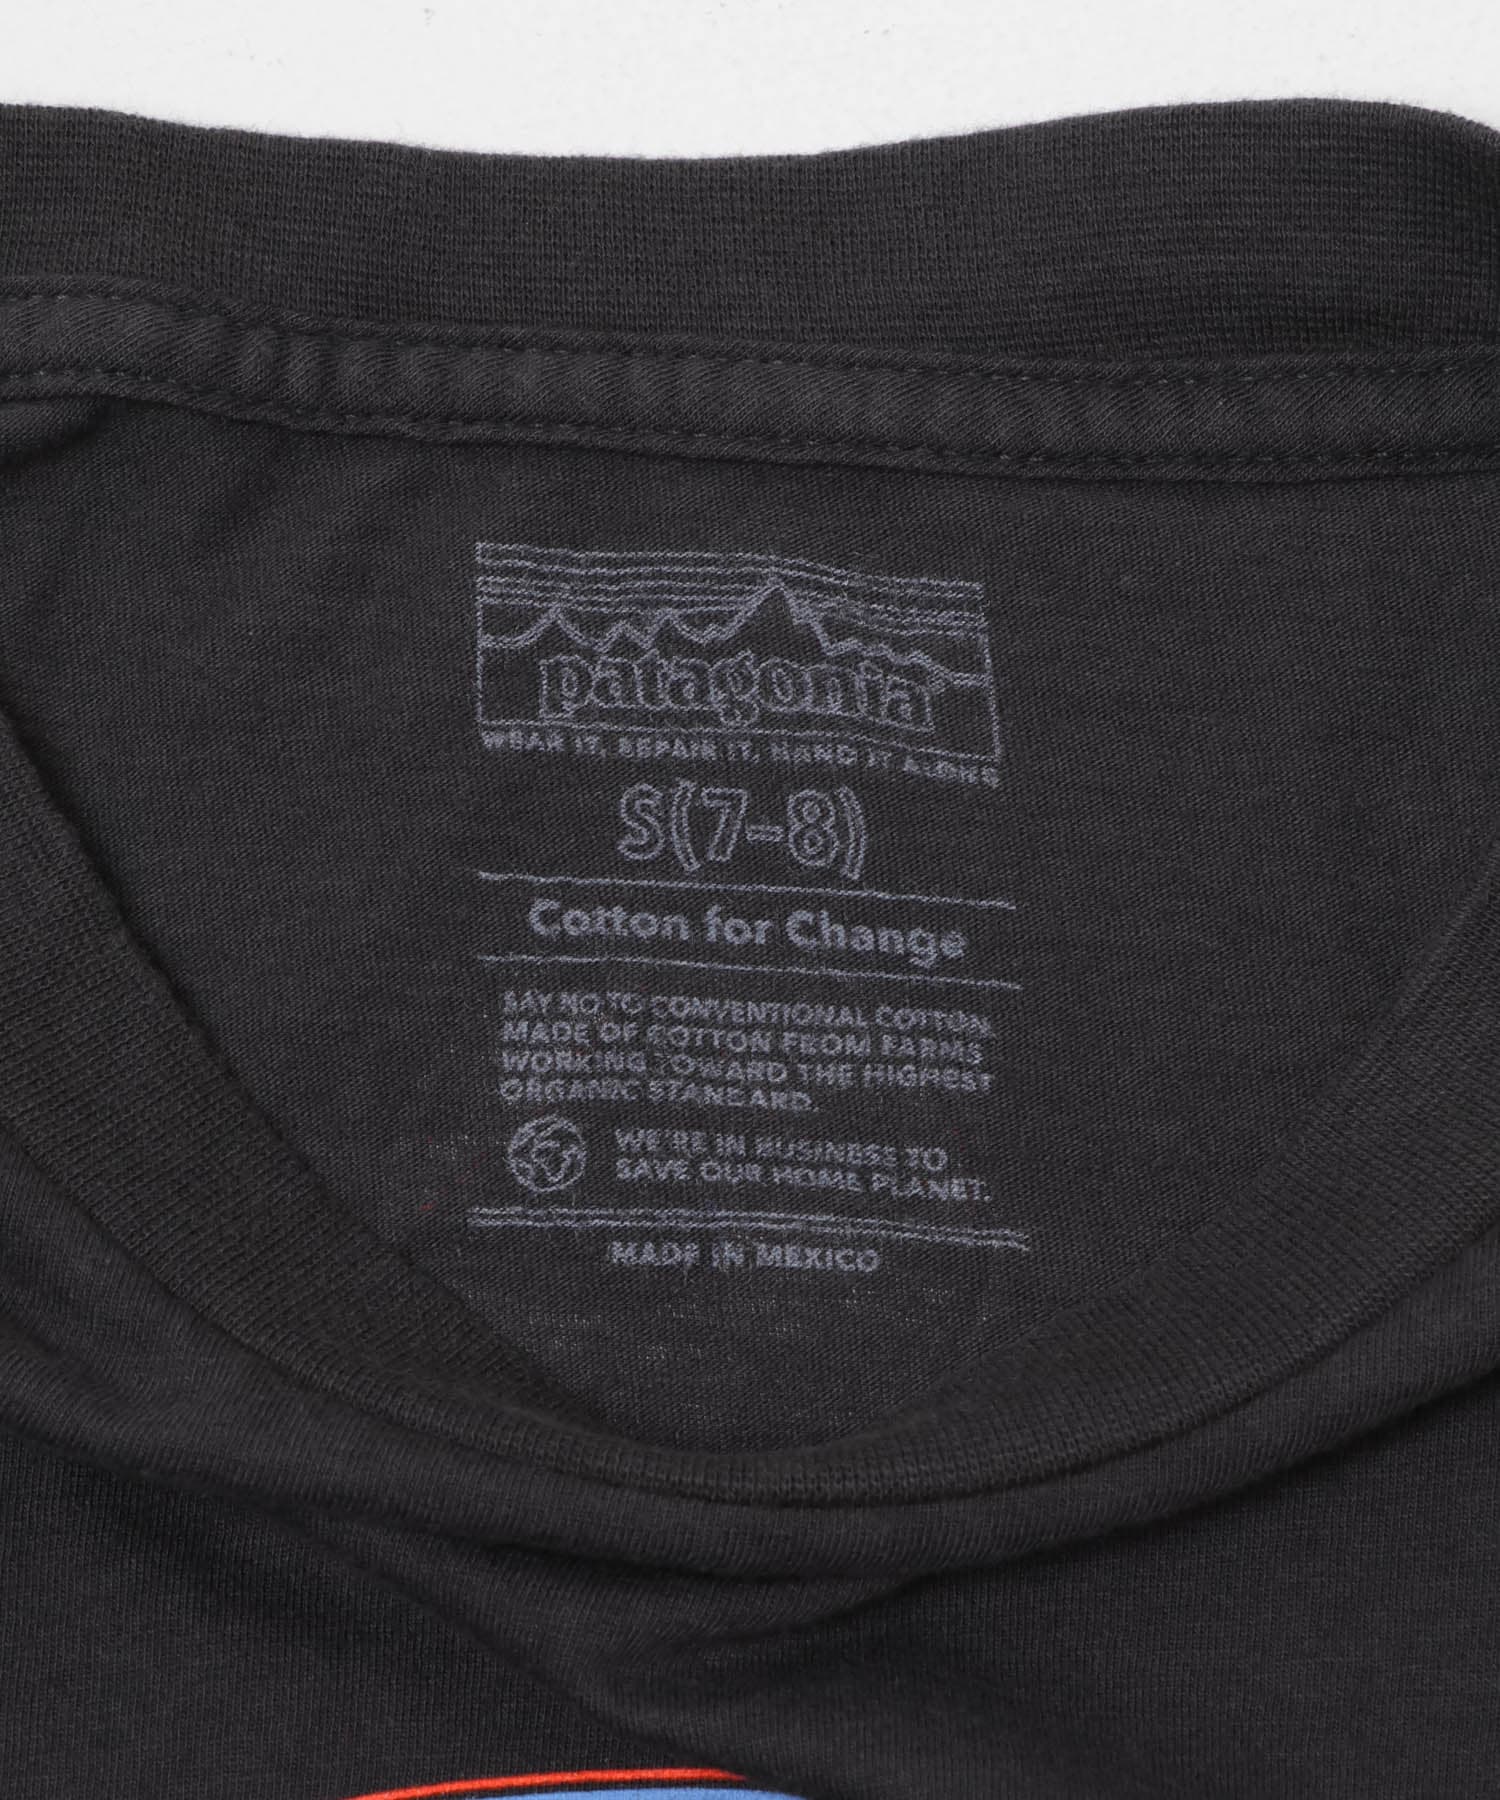 patagonia
WEAR IT, REPAIR IT, HAND IT ALONG
S(7-8)
Cotton for Change
SAY NO TO CONVENTIONAL COTTON.
MADE OF COTTON FROM FARMS
WORKING TOWARD THE HIGHEST
ORGANIC STANDARD.
WE'RE IN BUSINESS TO
SAVE OUR HOME PLANET.
MADE IN MEXICO